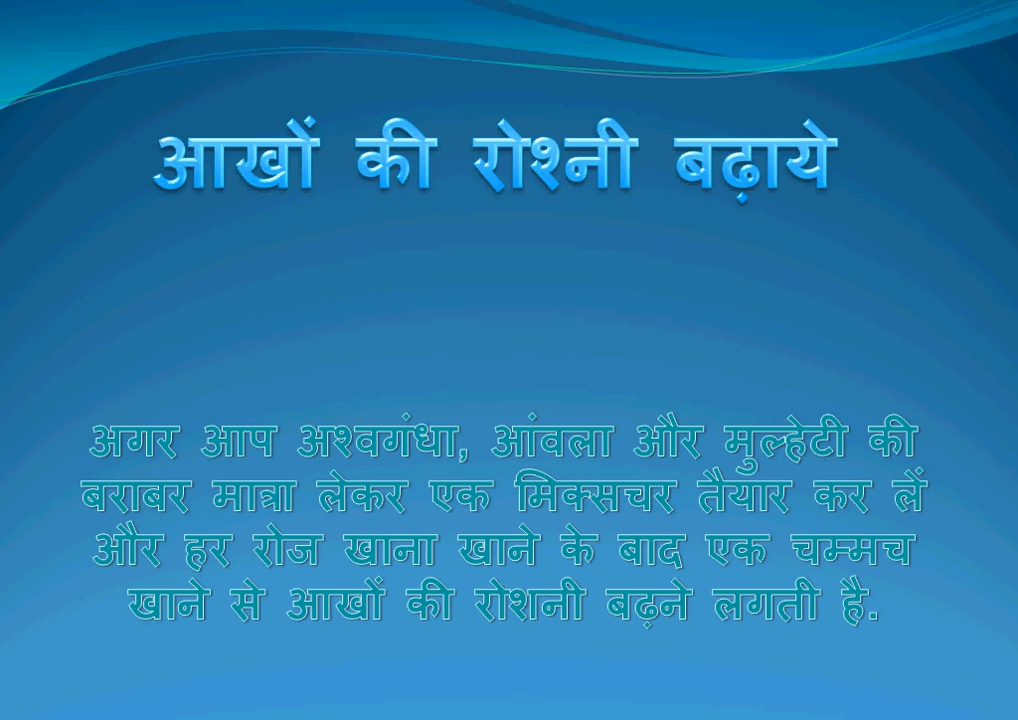 आखों की रोश्नी बढ़ाये
अगर आप अश्वगंधा, आंवला और मुल्हेटी की
बराबर मात्रा लेकर एक मिक्सचर तैयार कर लें
और हर रोज खाना खाने के बाद एक चम्मच
खाने से आखों की रोशनी बढ़ने लगती है.